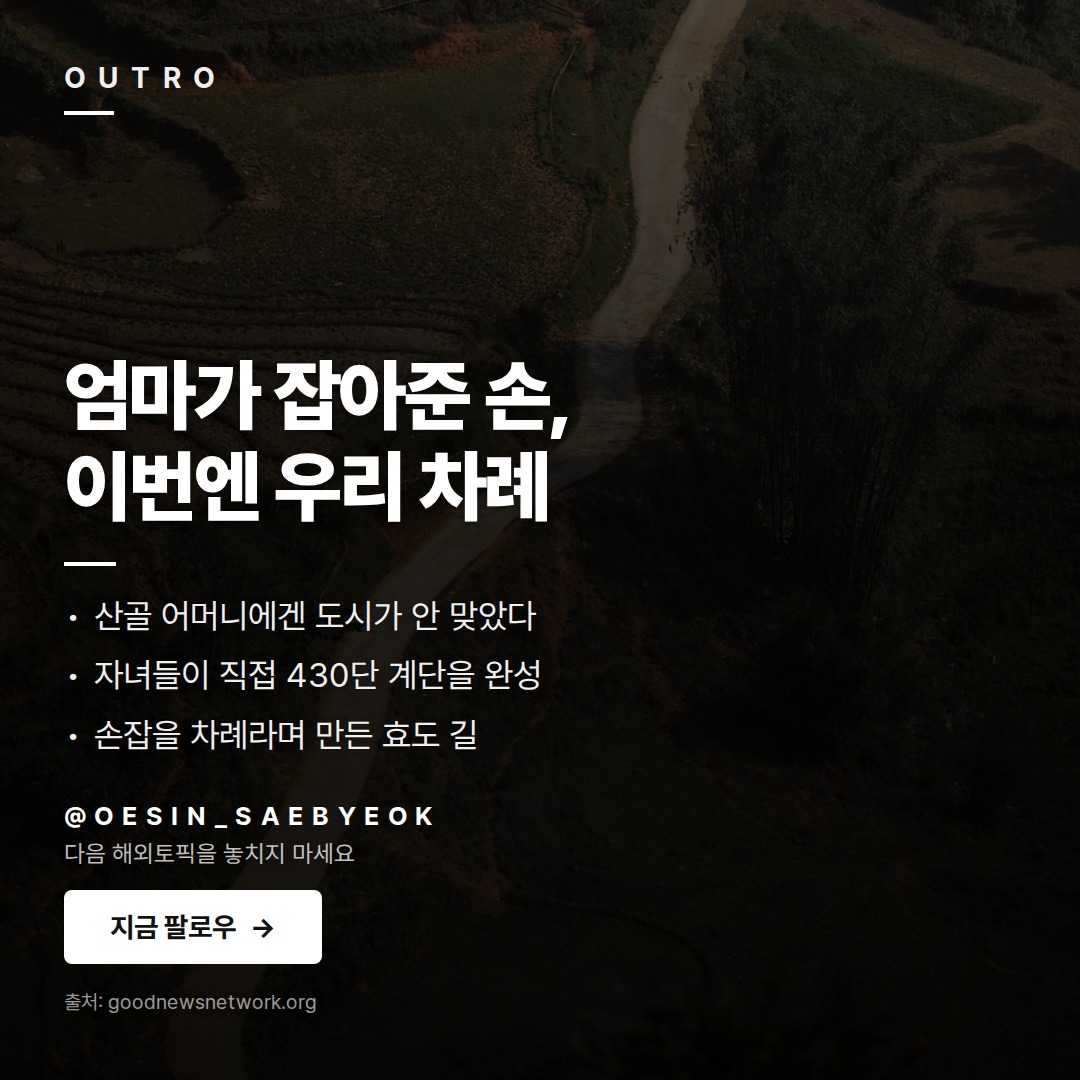 OUTRO
엄마가 잡아준 손,
이번엔 우리 차례
• 산골 어머니에겐 도시가 안 맞았다
• 자녀들이 직접 430단 계단을 완성
• 손잡을 차례라며 만든 효도 길
@OESIN_SAEBYEOK
다음 해외토픽을 놓치지 마세요
지금 팔로우 →
출처: goodnewsnetwork.org